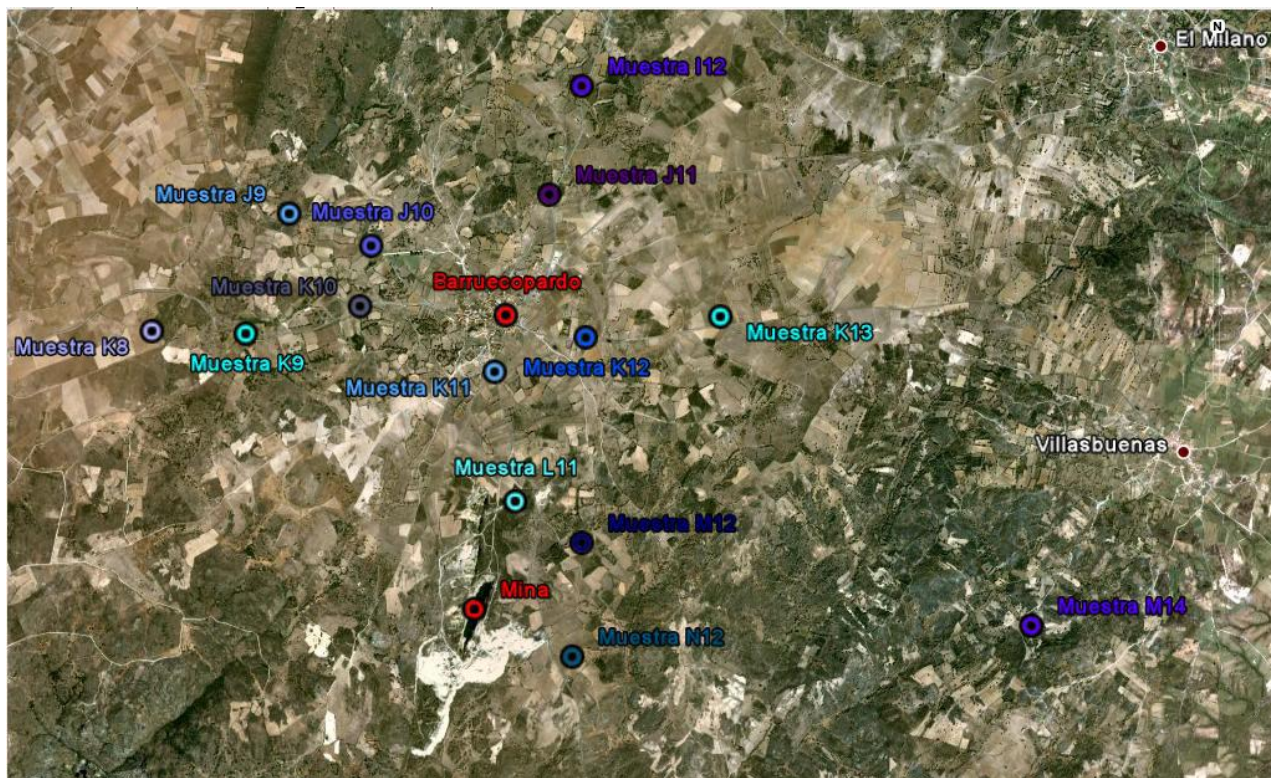 N
El Milano
Muestra I12
Muestra J11
Muestra J9
Muestra J10
Barruecopardo
Muestra K10
Muestra K13
Muestra K8
Muestra K9
Muestra K12
Muestra K11
Villasbuenas
Muestra L11
Muestra M12
Mina
Muestra M14
Muestra N12